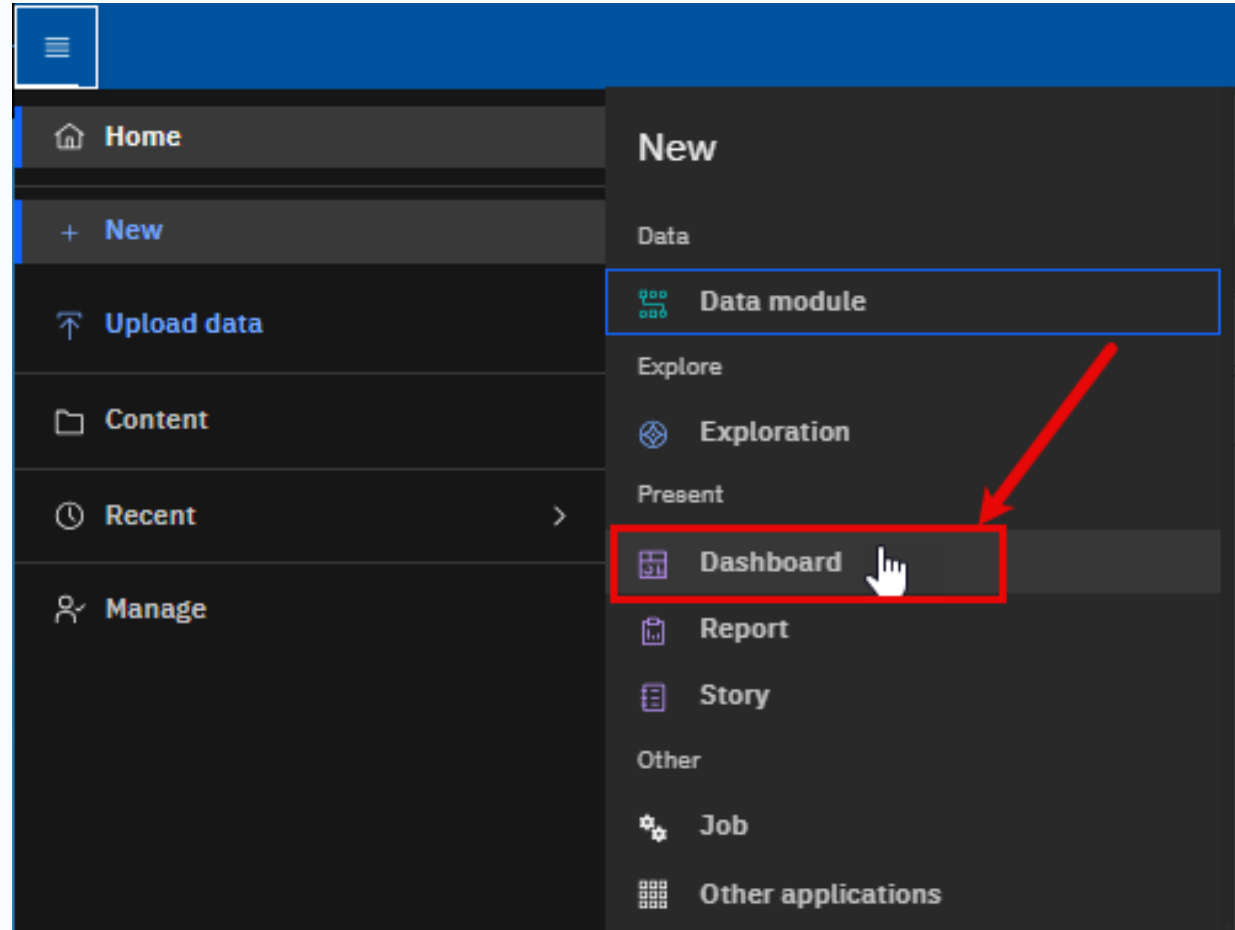 Home
New
Upload data
Content
Recent
Manage
New
Data
Data module
Explore
Exploration
Present
Dashboard
Report
Story
Other
Job
Other applications